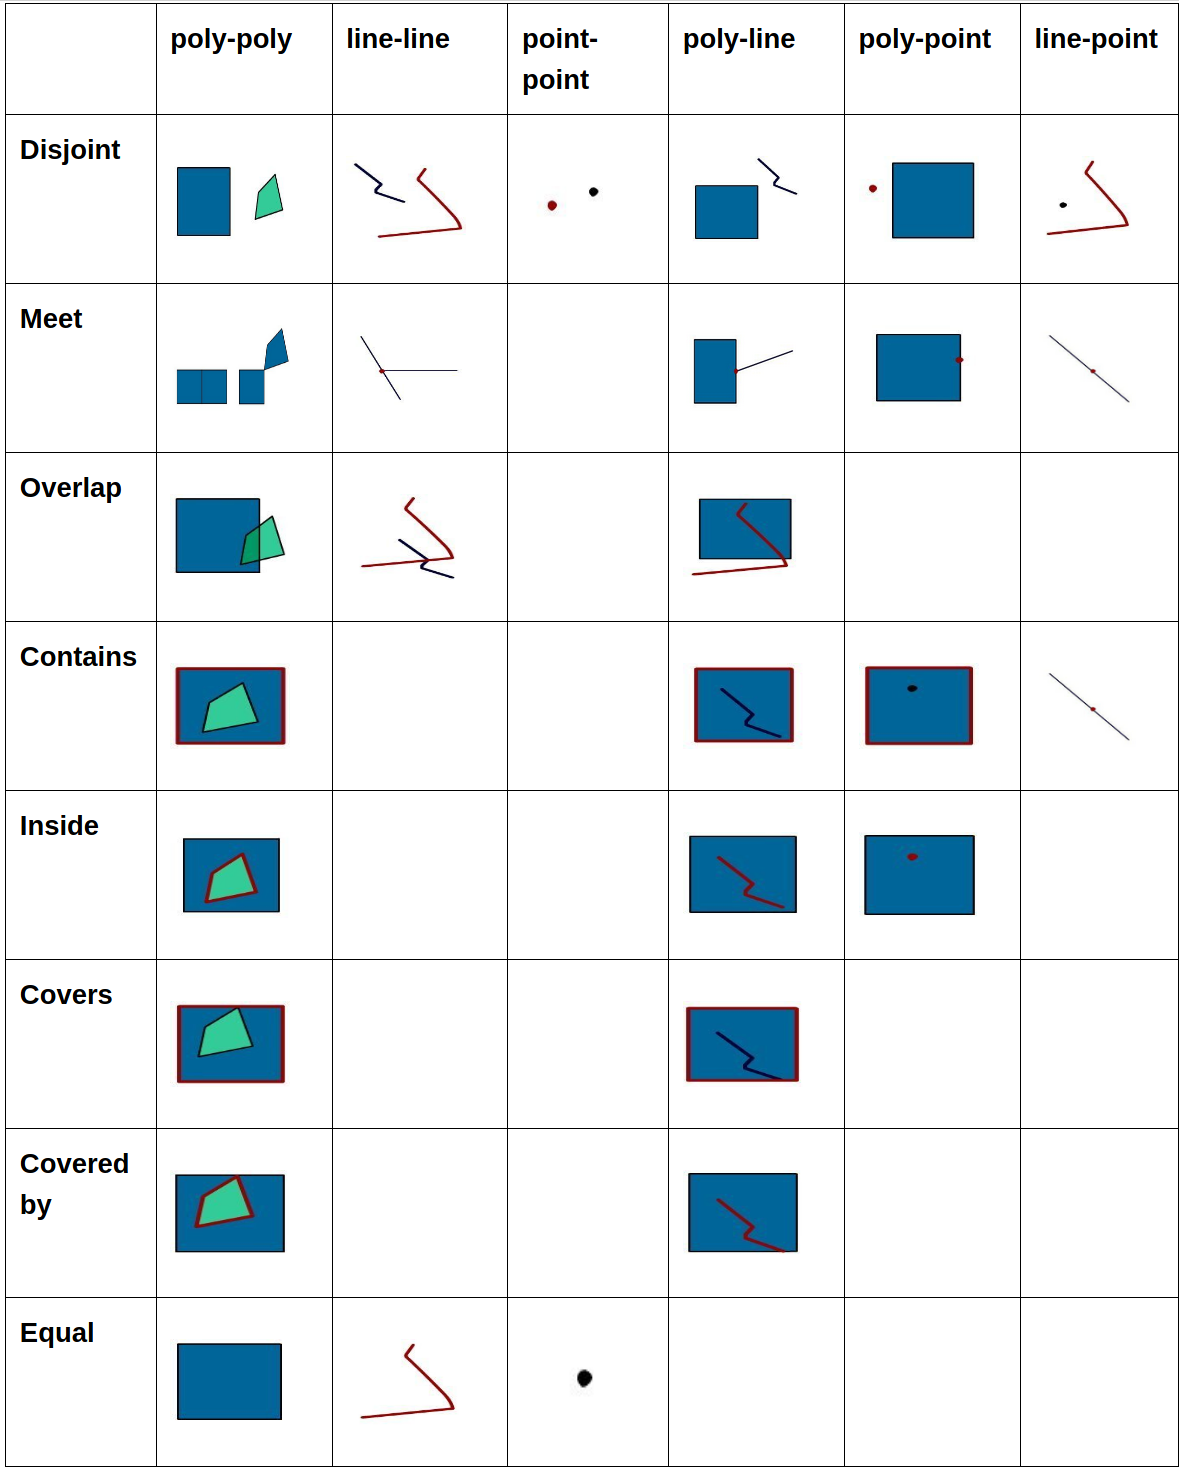 poly-poly line-line point- poly-line poly-point line-point
point
Disjoint
Meet
Overlap
Contains
Inside
Covers
Covered
by
Equal